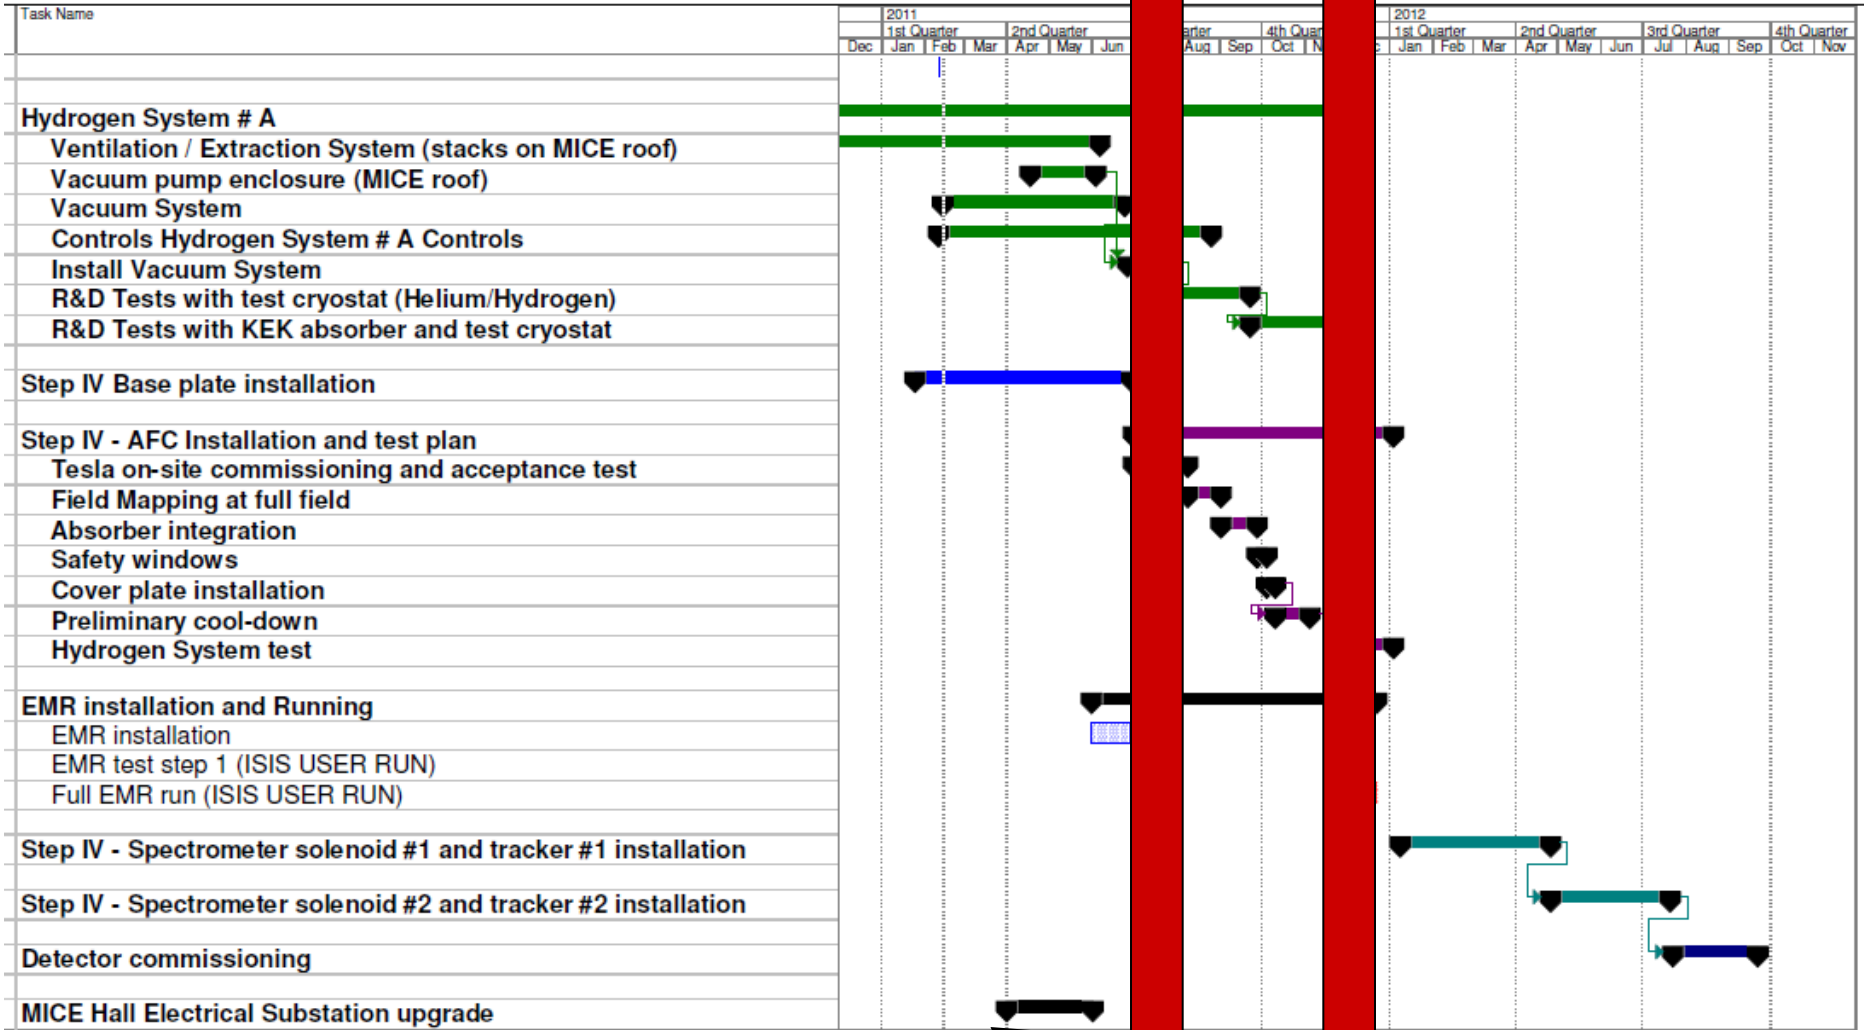 Task Name
2011
2012
1st Quarter 2nd Quarter arter 4th Quar 1st Quarter 2nd Quarter 3rd Quarter 4th Quarter
Dec Jan Feb Mar Apr May Jun Aug Sep Oct N c Jan Feb Mar Apr May Jun Jul Aug Sep Oct Nov
Hydrogen System # A
Ventilation / Extraction System (stacks on MICE roof)
Vacuum pump enclosure (MICE roof)
Vacuum System
Controls Hydrogen System # A Controls
Install Vacuum System
R&D Tests with test cryostat (Helium/Hydrogen)
R&D Tests with KEK absorber and test cryostat
Step IV Base plate installation
Step IV - AFC Installation and test plan
Tesla on-site commissioning and acceptance test
Field Mapping at full field
Absorber integration
Safety windows
Cover plate installation
Preliminary cool-down
Hydrogen System test
EMR installation and Running
EMR installation
EMR test step 1 (ISIS USER RUN)
Full EMR run (ISIS USER RUN)
Step IV - Spectrometer solenoid #1 and tracker #1 installation
Step IV - Spectrometer solenoid #2 and tracker #2 installation
Detector commissioning
MICE Hall Electrical Substation upgrade